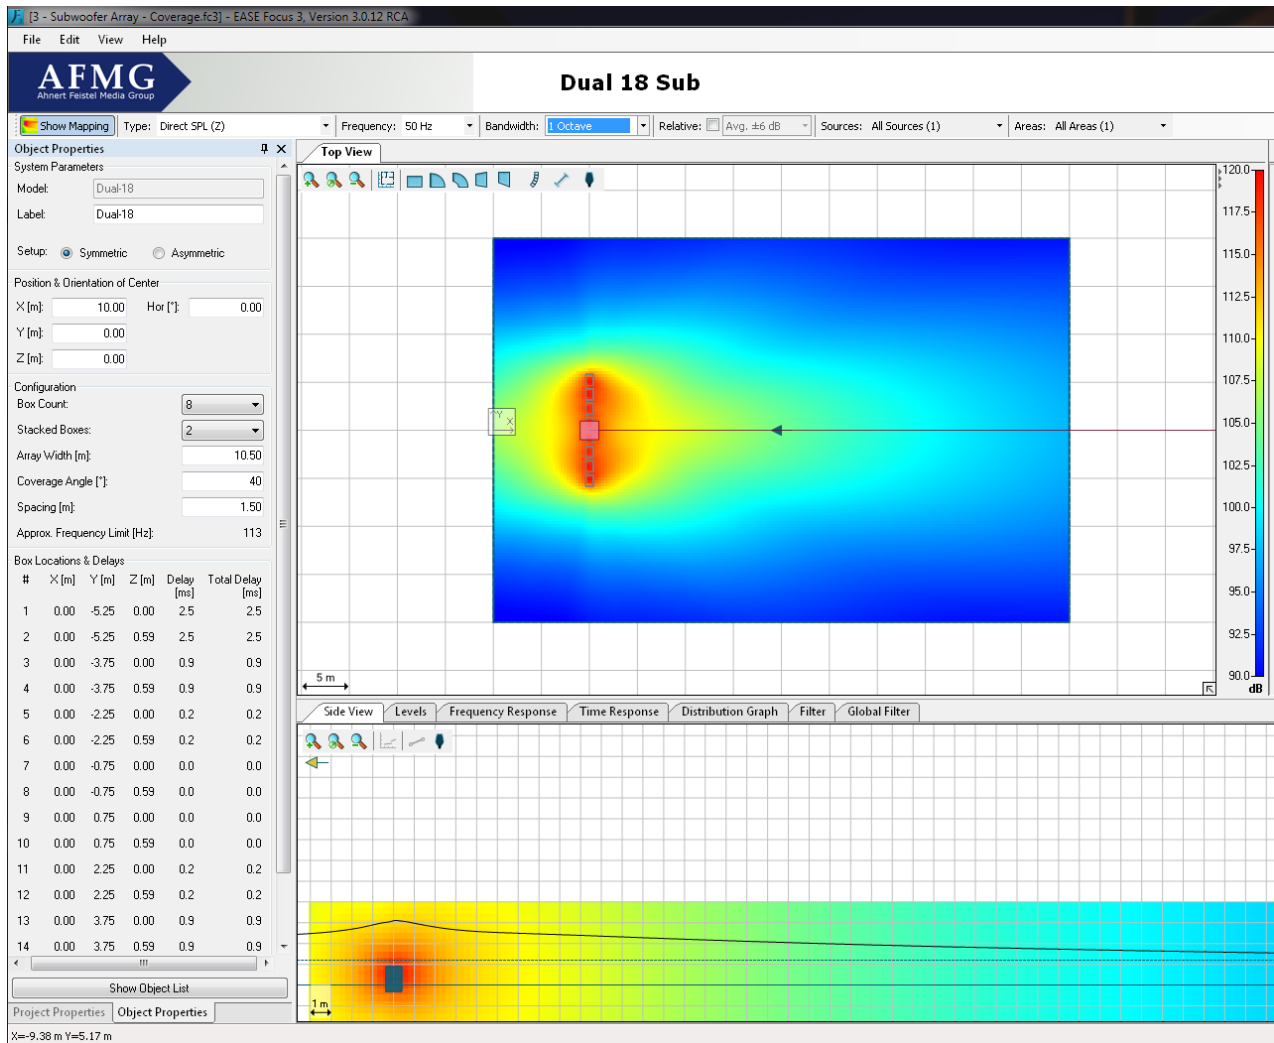 [3 - Subwoofer Array - Coverage.fc3] - EASE Focus 3, Version 3.0.12 RCA
File Edit View Help
AFMG
Ahnert Feistel Media Group
Dual 18 Sub
Show Mapping Type: Direct SPL (Z) Frequency: 50 Hz Bandwidth: 1 Octave Relative: Avg. ±6 dB Sources: All Sources (1) Areas: All Areas (1)
Object Properties
System Parameters
Model: Dual-18
Label: Dual-18
Setup: Symmetric Asymmetric
Position & Orientation of Center
X [m]: 10.00 Hor [°]: 0.00
Y [m]: 0.00
Z [m]: 0.00
Configuration
Box Count: 8
Stacked Boxes: 2
Array Width [m]: 10.50
Coverage Angle [°]: 40
Spacing [m]: 1.50
Approx. Frequency Limit [Hz]: 113
Box Locations & Delays
# X [m] Y [m] Z [m] Delay [ms] Total Delay [ms]
1 0.00 -5.25 0.00 2.5 2.5
2 0.00 -5.25 0.59 2.5 2.5
3 0.00 -3.75 0.00 0.9 0.9
4 0.00 -3.75 0.59 0.9 0.9
5 0.00 -2.25 0.00 0.2 0.2
6 0.00 -2.25 0.59 0.2 0.2
7 0.00 -0.75 0.00 0.0 0.0
8 0.00 -0.75 0.59 0.0 0.0
9 0.00 0.75 0.00 0.0 0.0
10 0.00 0.75 0.59 0.0 0.0
11 0.00 2.25 0.00 0.2 0.2
12 0.00 2.25 0.59 0.2 0.2
13 0.00 3.75 0.00 0.9 0.9
14 0.00 3.75 0.59 0.9 0.9
Show Object List
Project Properties Object Properties
X=-9.38 m Y=5.17 m
Top View
Y
X
5 m
120.0
117.5
115.0
112.5
110.0
107.5
105.0
102.5
100.0
97.5
95.0
92.5
90.0
dB
Side View Levels Frequency Response Time Response Distribution Graph Filter Global Filter
1 m